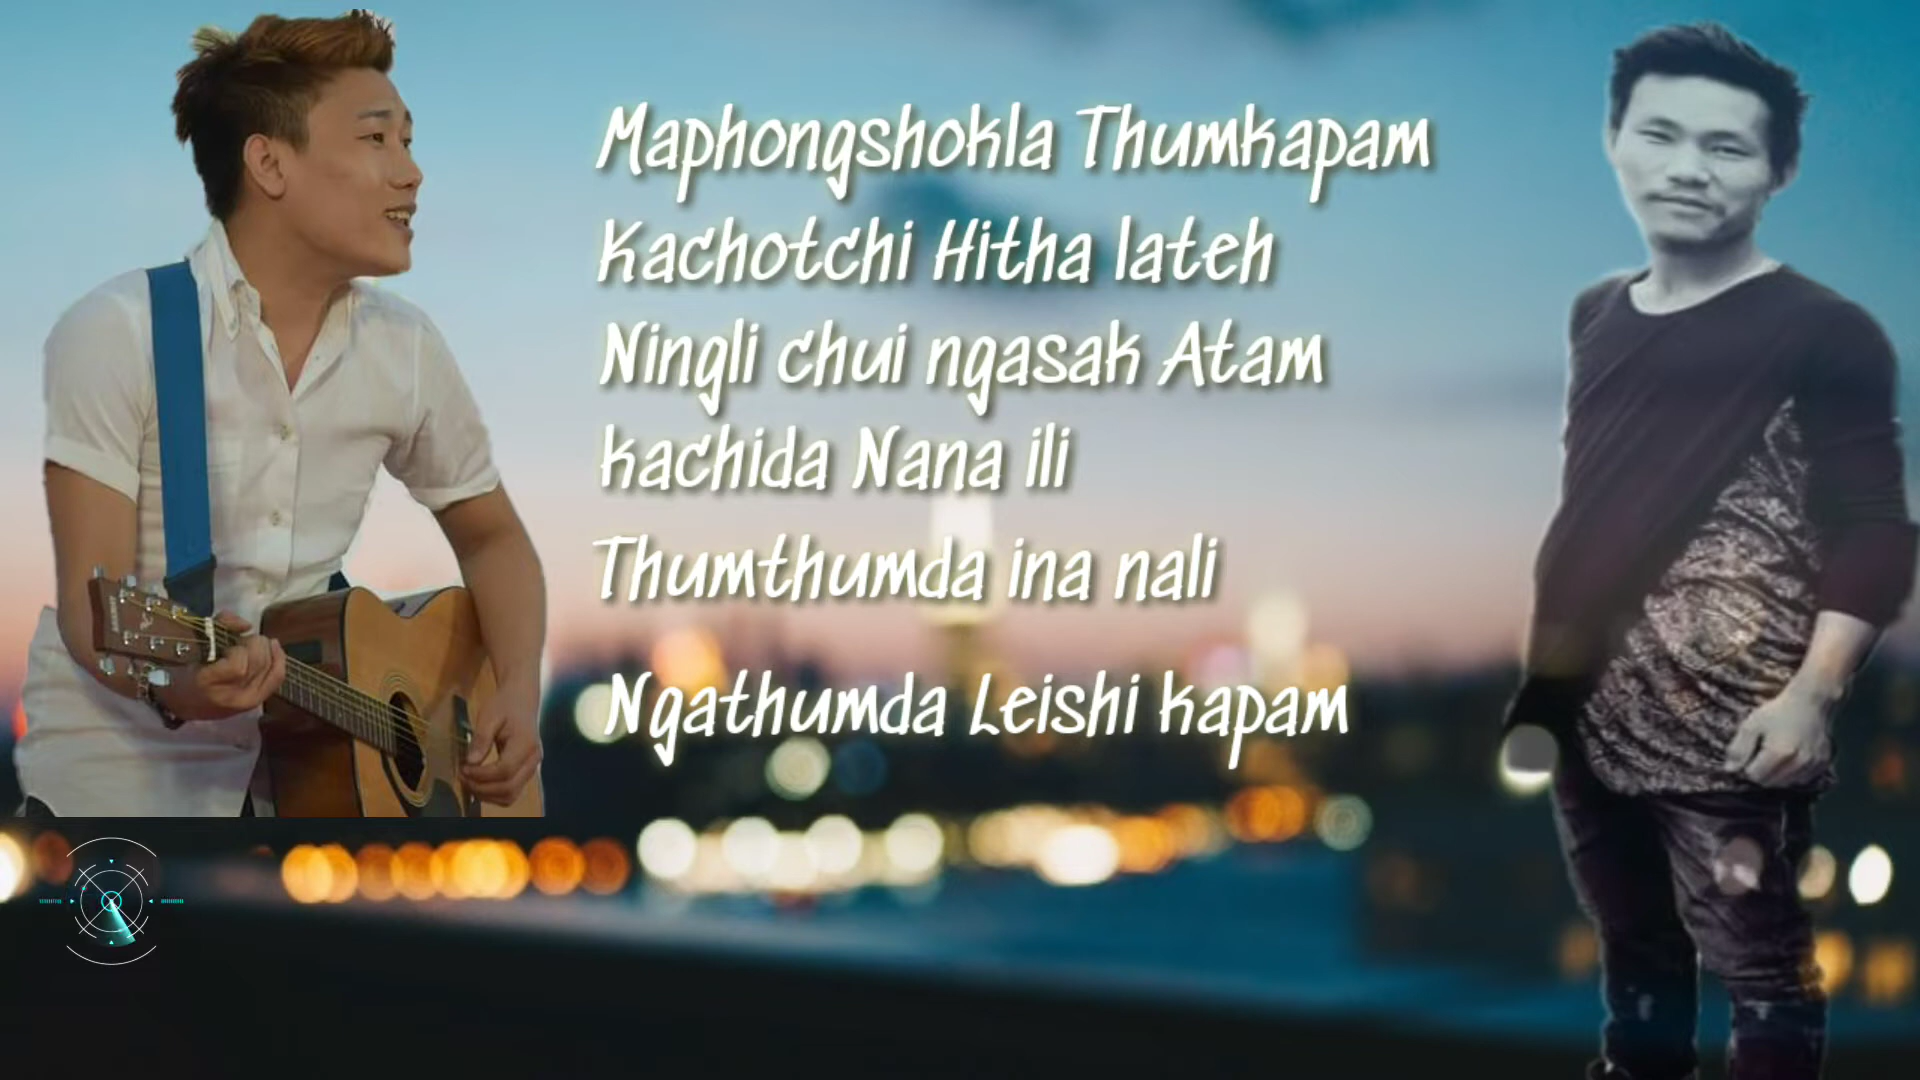 Maphongshokla Thumkapam
Kachotchi Hitha lateh
Ningli chui ngasak Atam
kachida Nana ili
Thumthumda ina nali
Ngathumda Leishi kapam